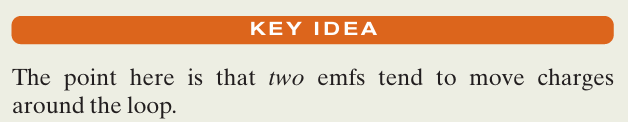 KEY IDEA
The point here is that two emfs tend to move charges
around the loop.